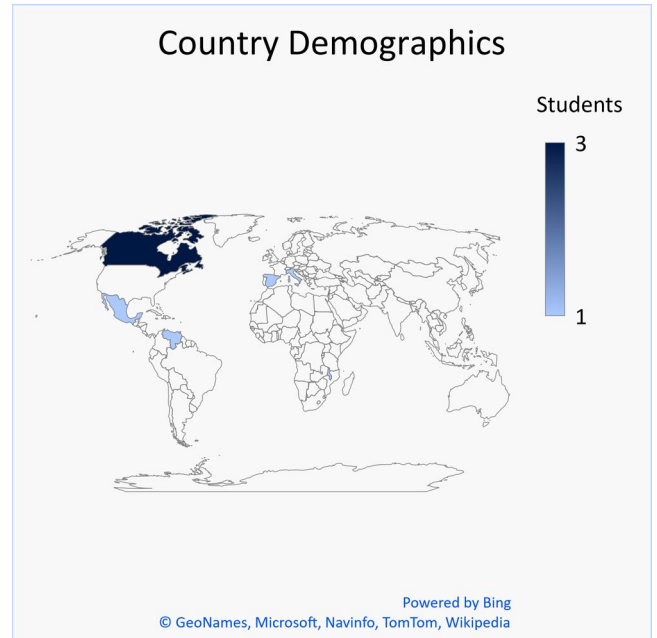 Country Demographics
Students
3
1
Powered by Bing
© GeoNames, Microsoft, Navinfo, TomTom, Wikipedia